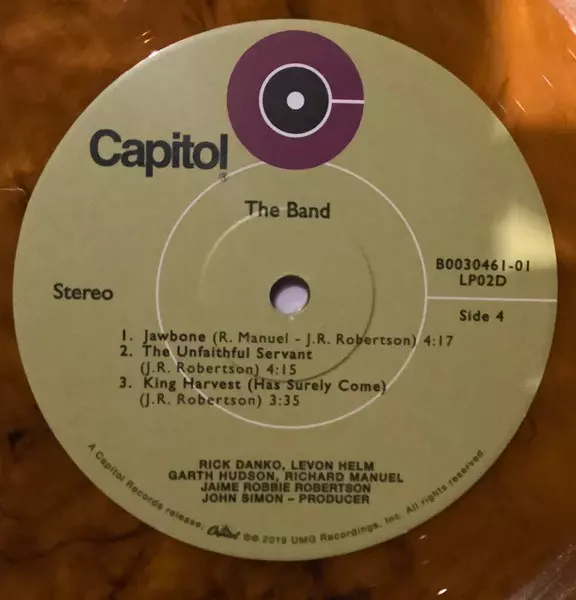 Capitol
®
The Band
Stereo
B0030461-01
LP02D
Side 4
1. Jawbone (R. Manuel - J.R. Robertson) 4:17
2. The Unfaithful Servant
(J.R. Robertson) 4:15
3. King Harvest (Has Surely Come)
(J.R. Robertson) 3:35
RICK DANKO, LEVON HELM
GARTH HUDSON, RICHARD MANUEL
JAIME ROBBIE ROBERTSON
JOHN SIMON – PRODUCER
A Capitol Records release, Capitol ℗© 2019 UMG Recordings, Inc. All rights reserved.